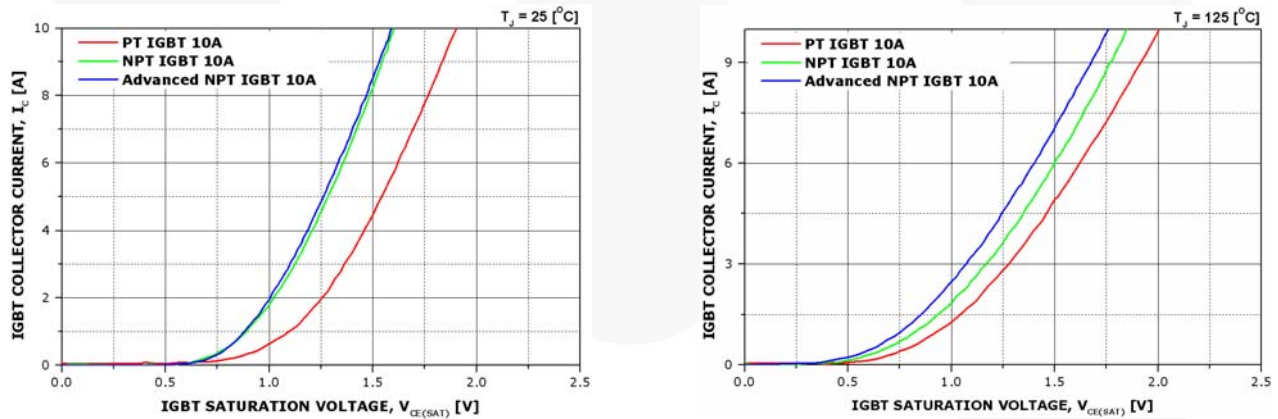 T_J = 25 [°C]
PT IGBT 10A
NPT IGBT 10A
Advanced NPT IGBT 10A
IGBT COLLECTOR CURRENT, I_C [A]
10
8
6
4
2
0
0.0 0.5 1.0 1.5 2.0 2.5
IGBT SATURATION VOLTAGE, V_CE(SAT) [V]
T_J = 125 [°C]
PT IGBT 10A
NPT IGBT 10A
Advanced NPT IGBT 10A
IGBT COLLECTOR CURRENT, I_C [A]
9
6
3
0
0.0 0.5 1.0 1.5 2.0 2.5
IGBT SATURATION VOLTAGE, V_CE(SAT) [V]